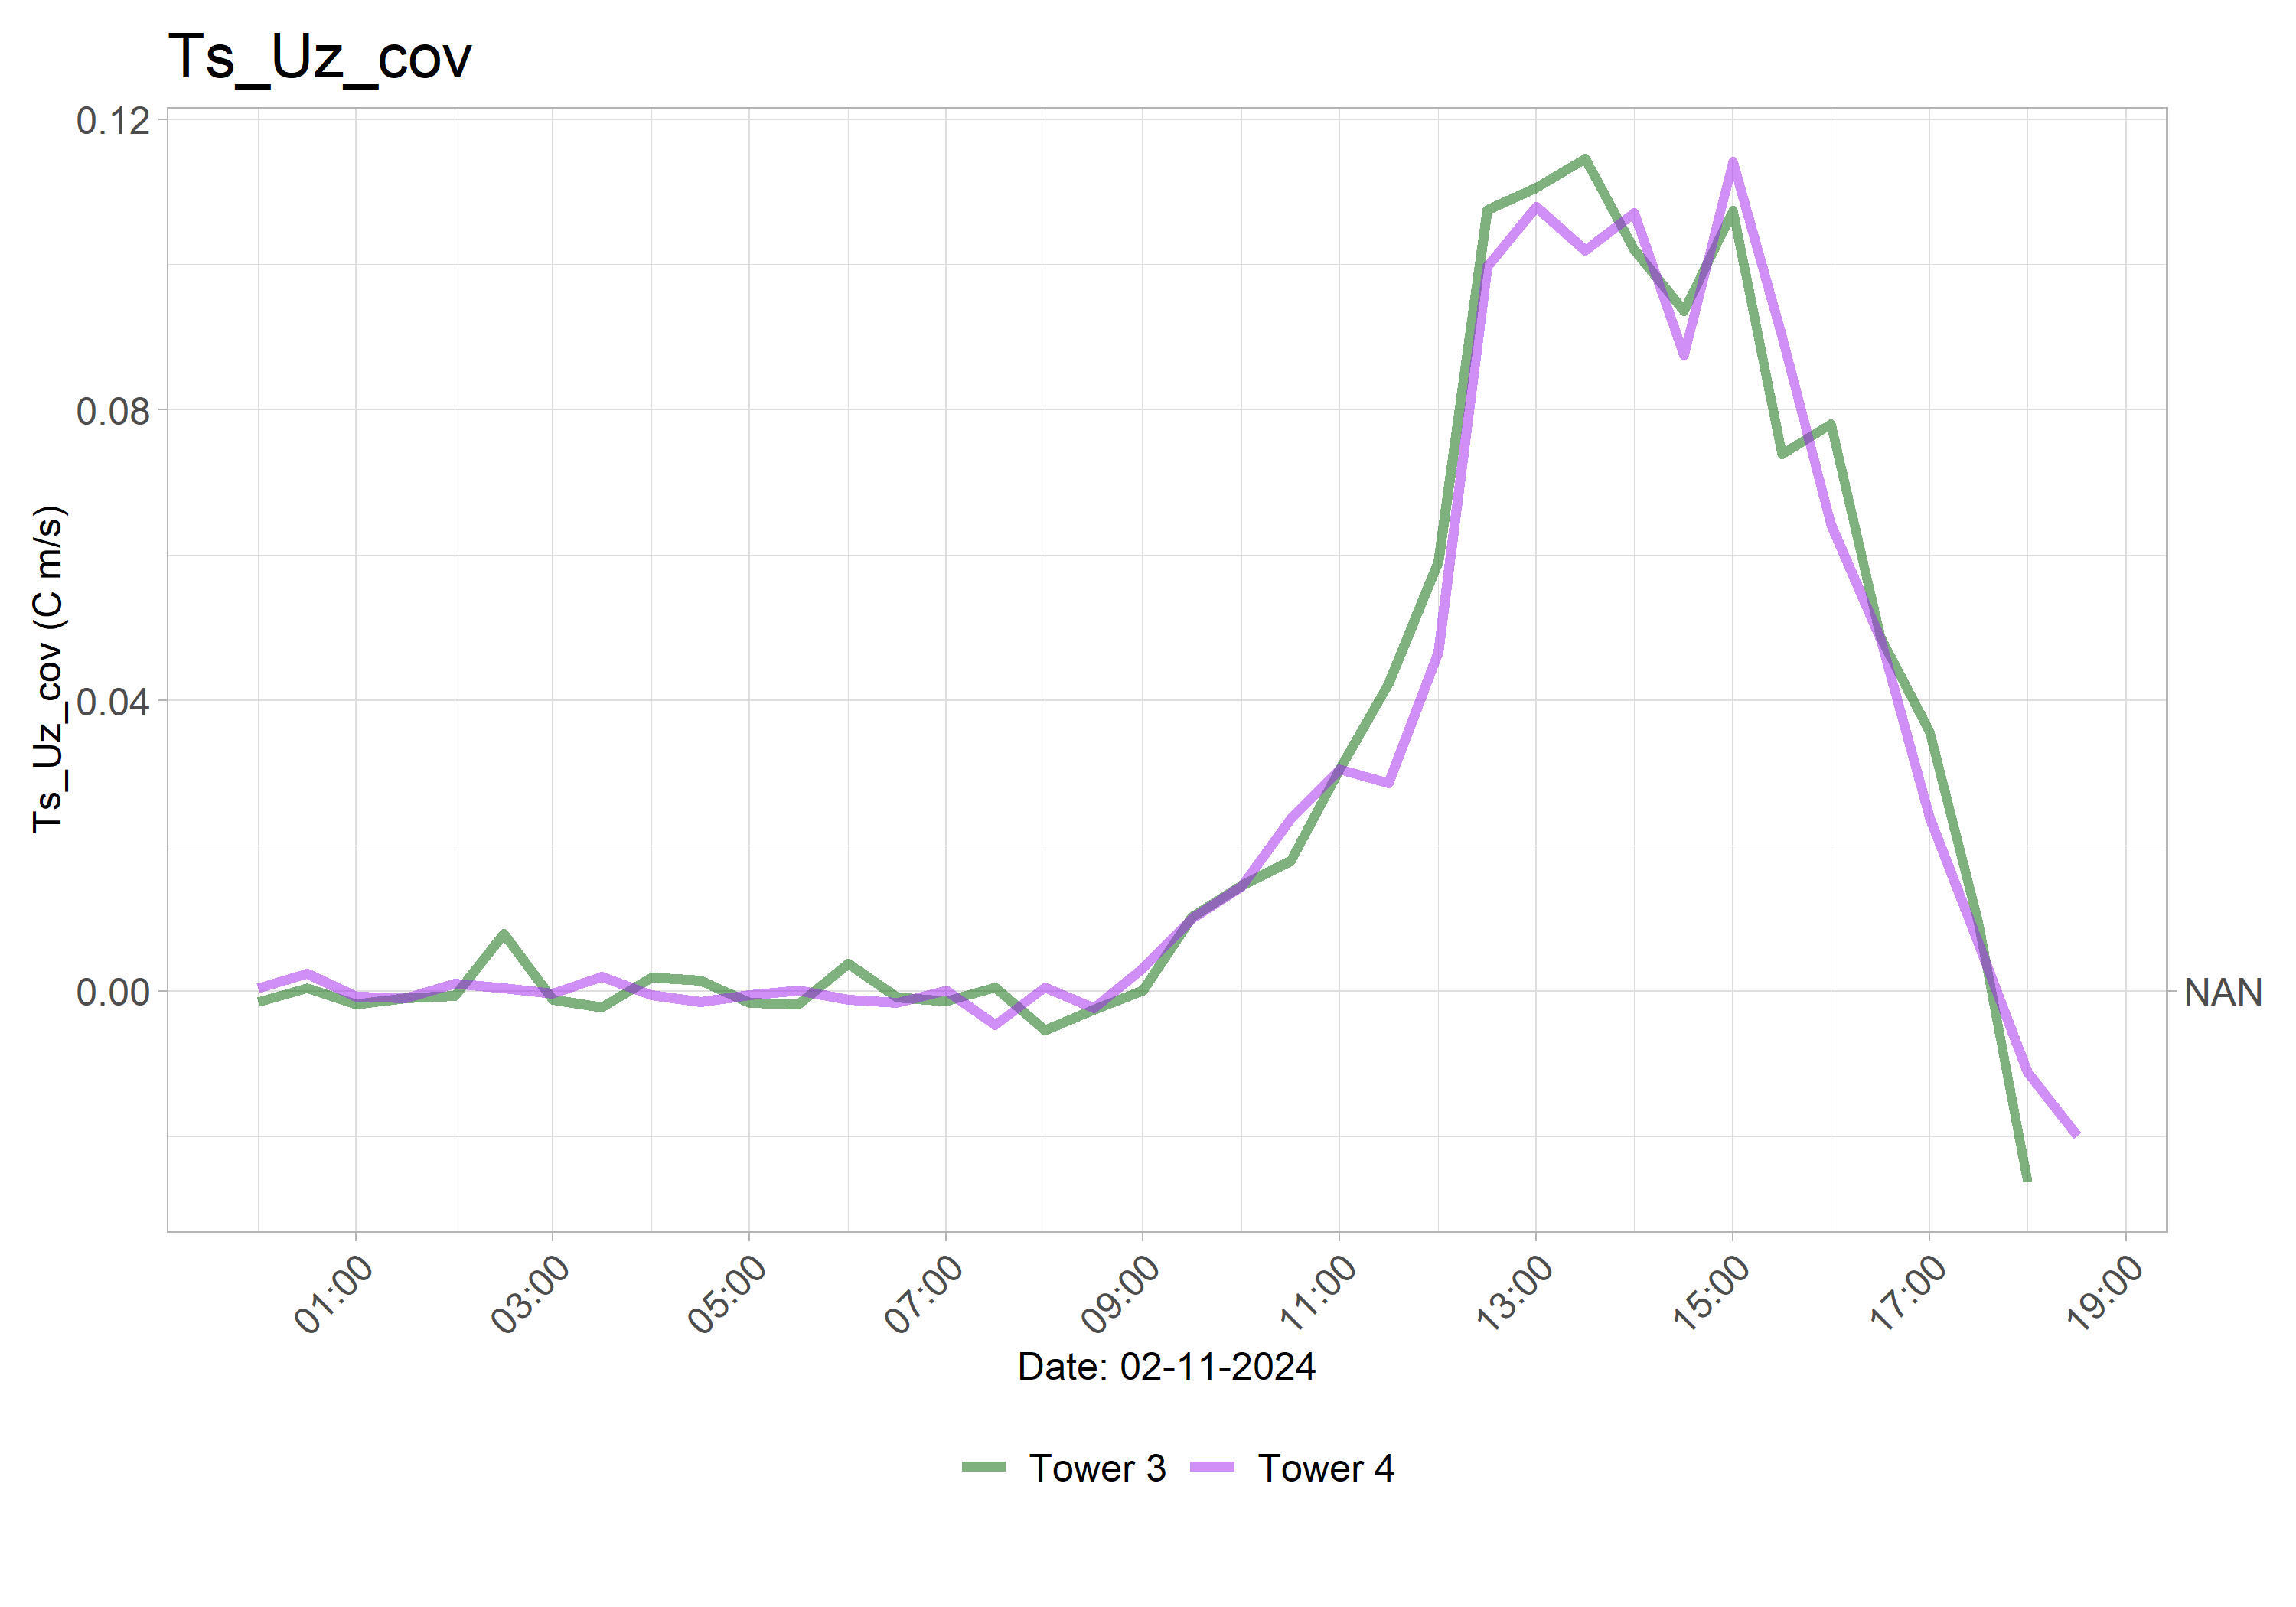 Ts_Uz_cov
0.12
0.08
0.04
0.00
Ts_Uz_cov (C m/s)
NAN
01:00 03:00 05:00 07:00 09:00 11:00 13:00 15:00 17:00 19:00
Date: 02-11-2024
Tower 3 Tower 4